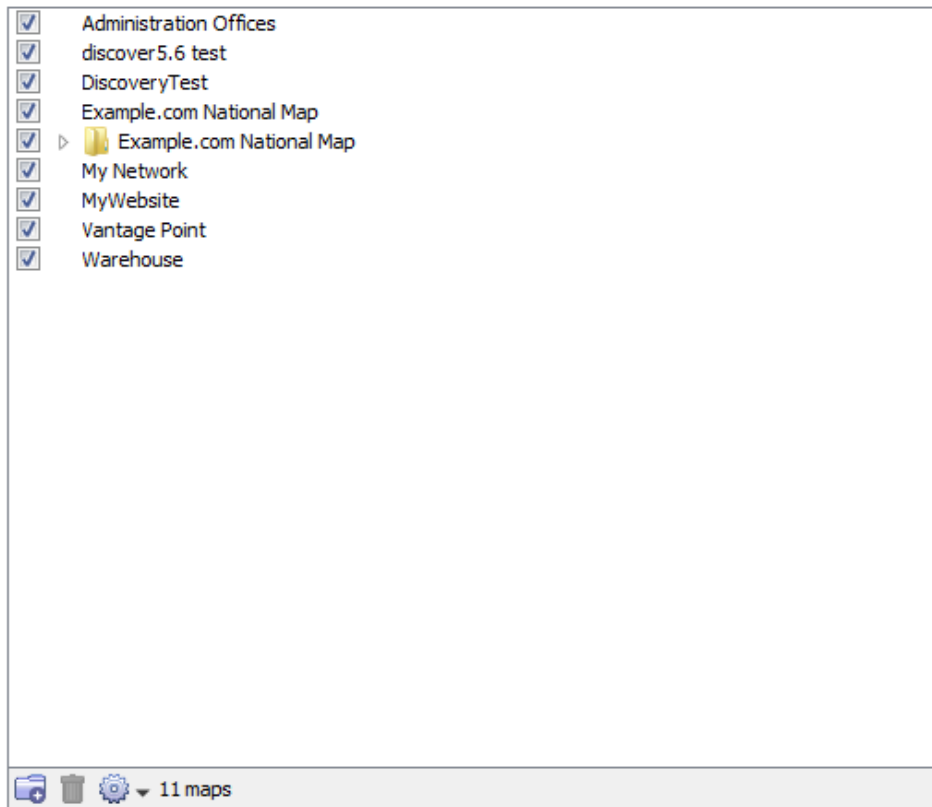 Administration Offices
discover5.6 test
DiscoveryTest
Example.com National Map
Example.com National Map
My Network
MyWebsite
Vantage Point
Warehouse
11 maps